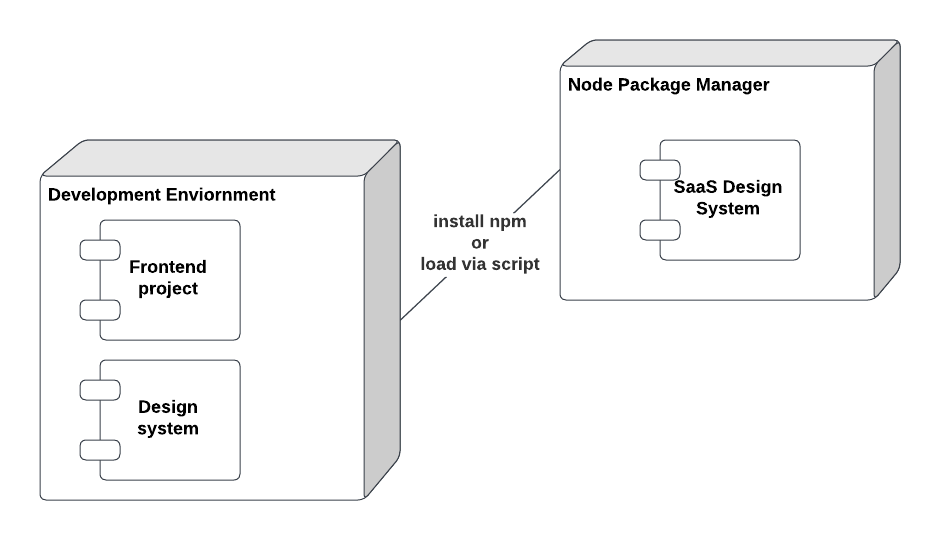 Node Package Manager
SaaS Design
System
Development Enviornment
install npm
or
load via script
Frontend
project
Design
system